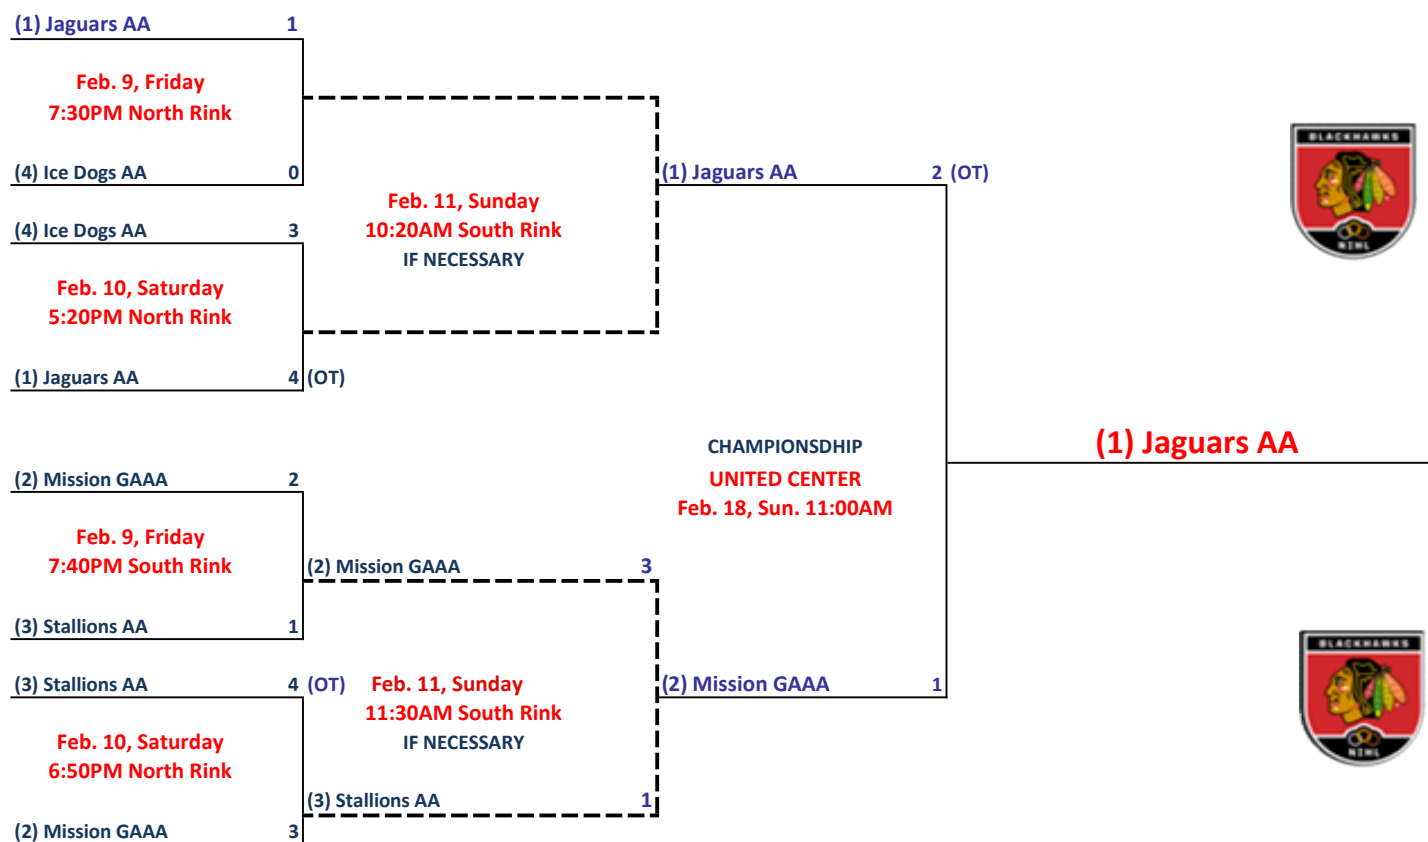 (1) Jaguars AA 1
Feb. 9, Friday
7:30PM North Rink
(4) Ice Dogs AA 0
(4) Ice Dogs AA 3
Feb. 10, Saturday
5:20PM North Rink
(1) Jaguars AA 4 (OT)
Feb. 11, Sunday
10:20AM South Rink
IF NECESSARY
(1) Jaguars AA 2 (OT)
BLACKHAWKS
NIHL
(2) Mission GAAA 2
Feb. 9, Friday
7:40PM South Rink
(3) Stallions AA 1
(3) Stallions AA 4 (OT)
Feb. 10, Saturday
6:50PM North Rink
(2) Mission GAAA 3
(2) Mission GAAA 3
Feb. 11, Sunday
11:30AM South Rink
IF NECESSARY
(3) Stallions AA 1
CHAMPIONSDHIP
UNITED CENTER
Feb. 18, Sun. 11:00AM
(2) Mission GAAA 1
(1) Jaguars AA
BLACKHAWKS
NIHL